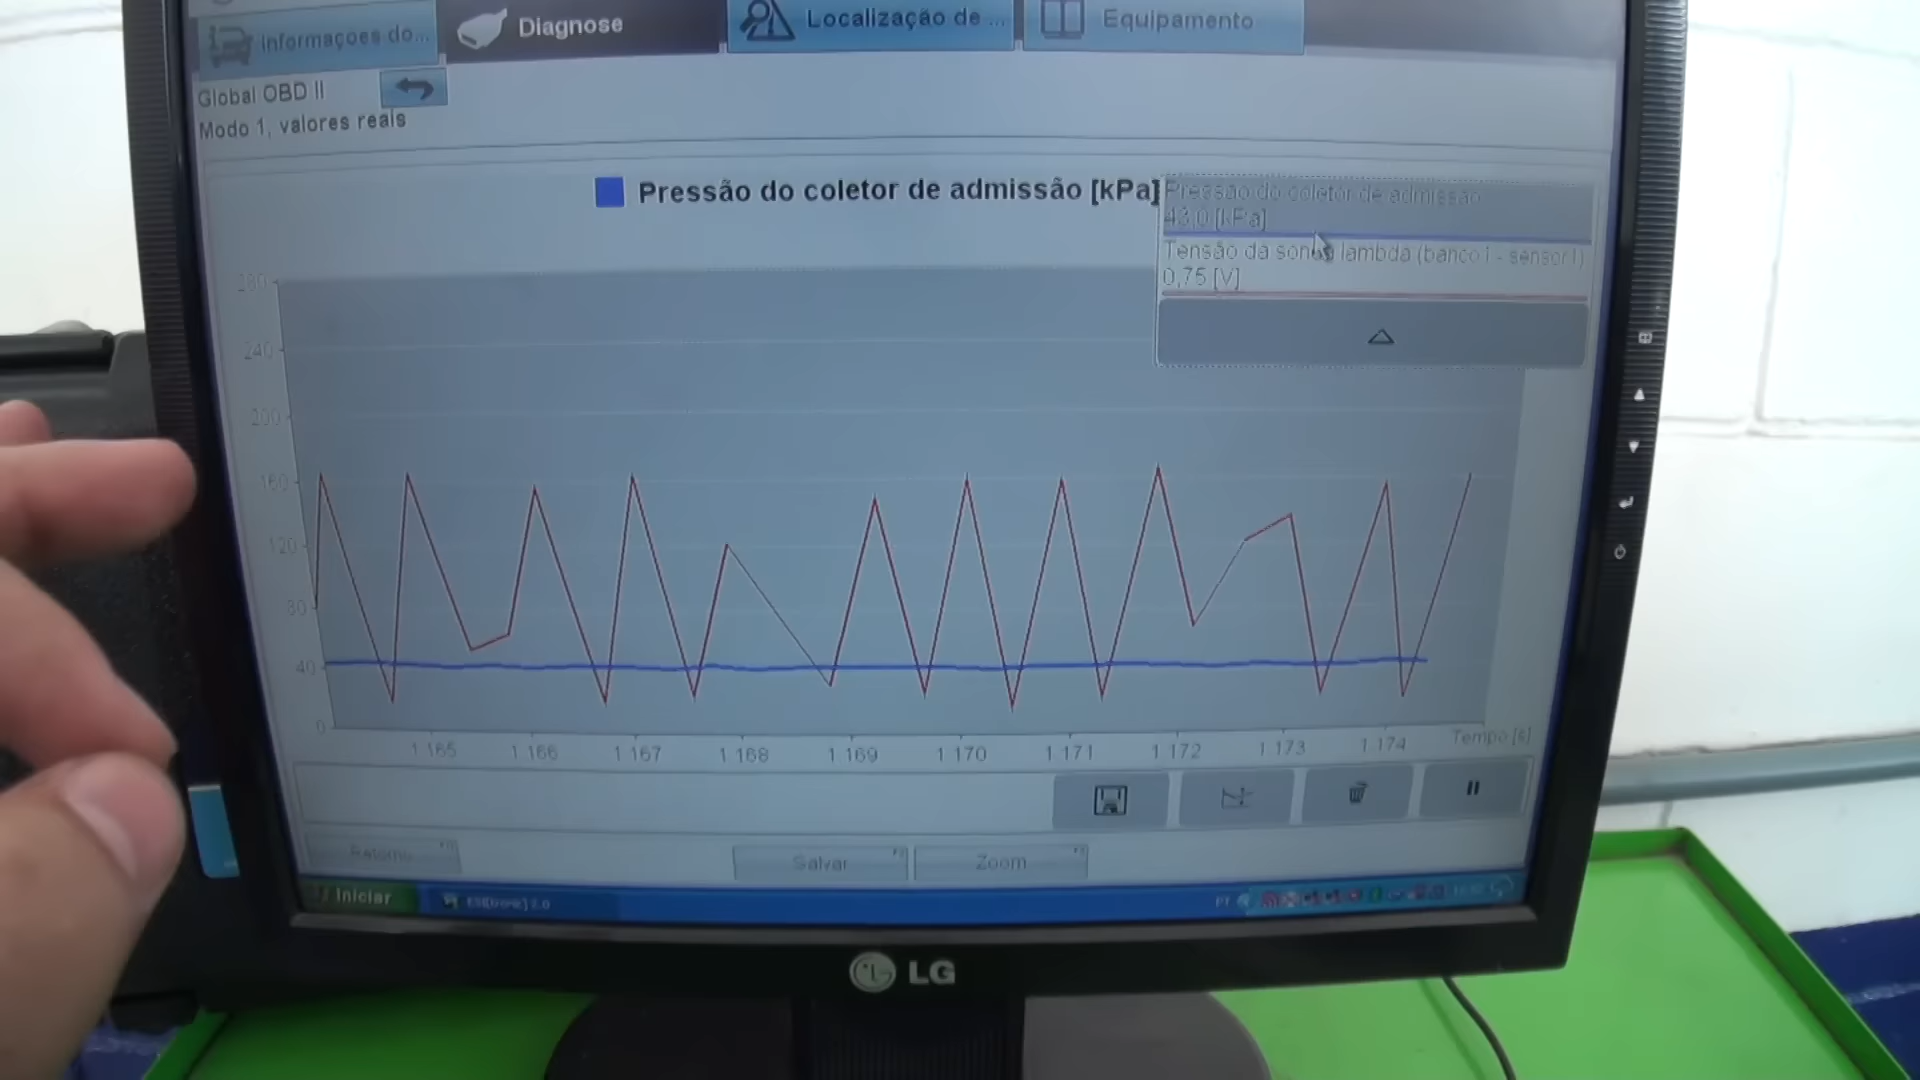 Informações do...
Diagnose
Localização de ...
Equipamento
Global OBD II
Modo 1, valores reais
Pressão do coletor de admissão [kPa]
Pressão do coletor de admissão
43,0 [kPa]
Tensão da sonda lambda (banco 1 - sensor 1)
0,75 [V]
280
240
200
160
120
80
40
0
1 165
1 166
1 167
1 168
1 169
1 170
1 171
1 172
1 173
1 174
Tempo [s]
Retorno
Salvar
Zoom
Iniciar
PT
LG